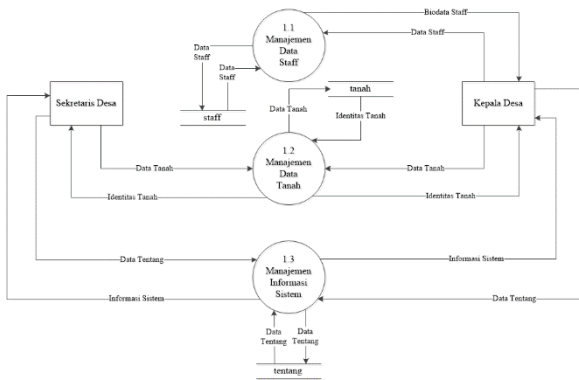 Biodata Staff
1.1
Manajemen
Data
Staff
Data Staff
Data
Staff
Data
Staff
tanah
Sekretaris Desa
Kepala Desa
staff
Data Tanah
Identitas Tanah
1.2
Manajemen
Data
Tanah
Data Tanah
Data Tanah
Identitas Tanah
Identitas Tanah
1.3
Manajemen
Informasi
Sistem
Data Tentang
Informasi Sistem
Informasi Sistem
Data Tentang
Data
Tentang
Data
Tentang
tentang